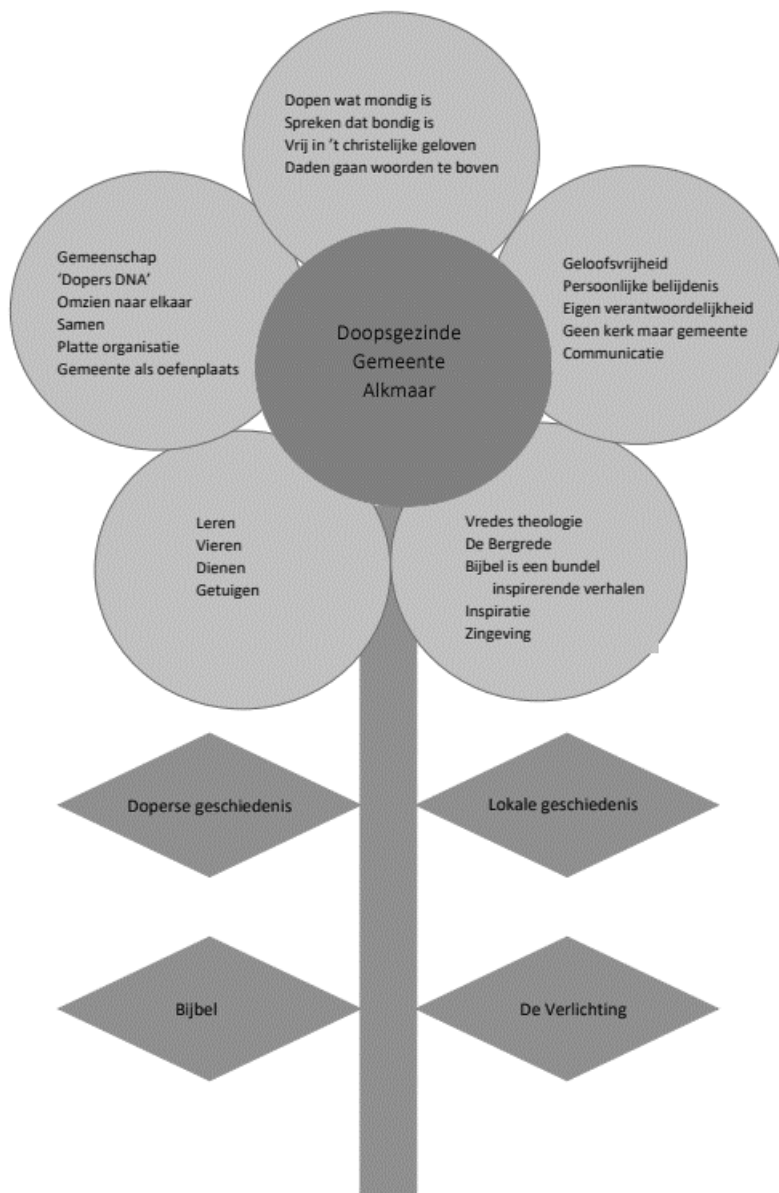 Dopen wat mondig is
Spreken dat bondig is
Vrij in ’t christelijke geloven
Daden gaan woorden te boven
Gemeenschap
‘Dopers DNA’
Omzien naar elkaar
Samen
Platte organisatie
Gemeente als oefenplaats
Doopsgezinde
Gemeente
Alkmaar
Geloofsvrijheid
Persoonlijke belijdenis
Eigen verantwoordelijkheid
Geen kerk maar gemeente
Communicatie
Leren
Vieren
Dienen
Getuigen
Vredes theologie
De Bergrede
Bijbel is een bundel
inspirerende verhalen
Inspiratie
Zingeving
Doperse geschiedenis
Lokale geschiedenis
Bijbel
De Verlichting